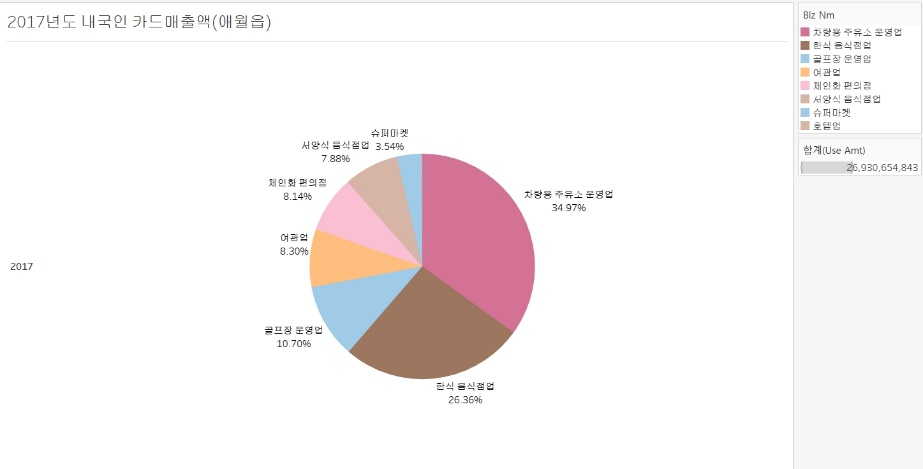 2017년도 내국인 카드매출액(애월읍)
Biz Nm
차량용 주유소 운영업
한식 음식점업
골프장 운영업
여관업
체인화 편의점
서양식 음식점업
슈퍼마켓
호텔업
합계(Use Amt)
26,930,654,843
슈퍼마켓
3.54%
서양식 음식점업
7.88%
체인화 편의점
8.14%
차량용 주유소 운영업
34.97%
여관업
8.30%
2017
골프장 운영업
10.70%
한식 음식점업
26.36%